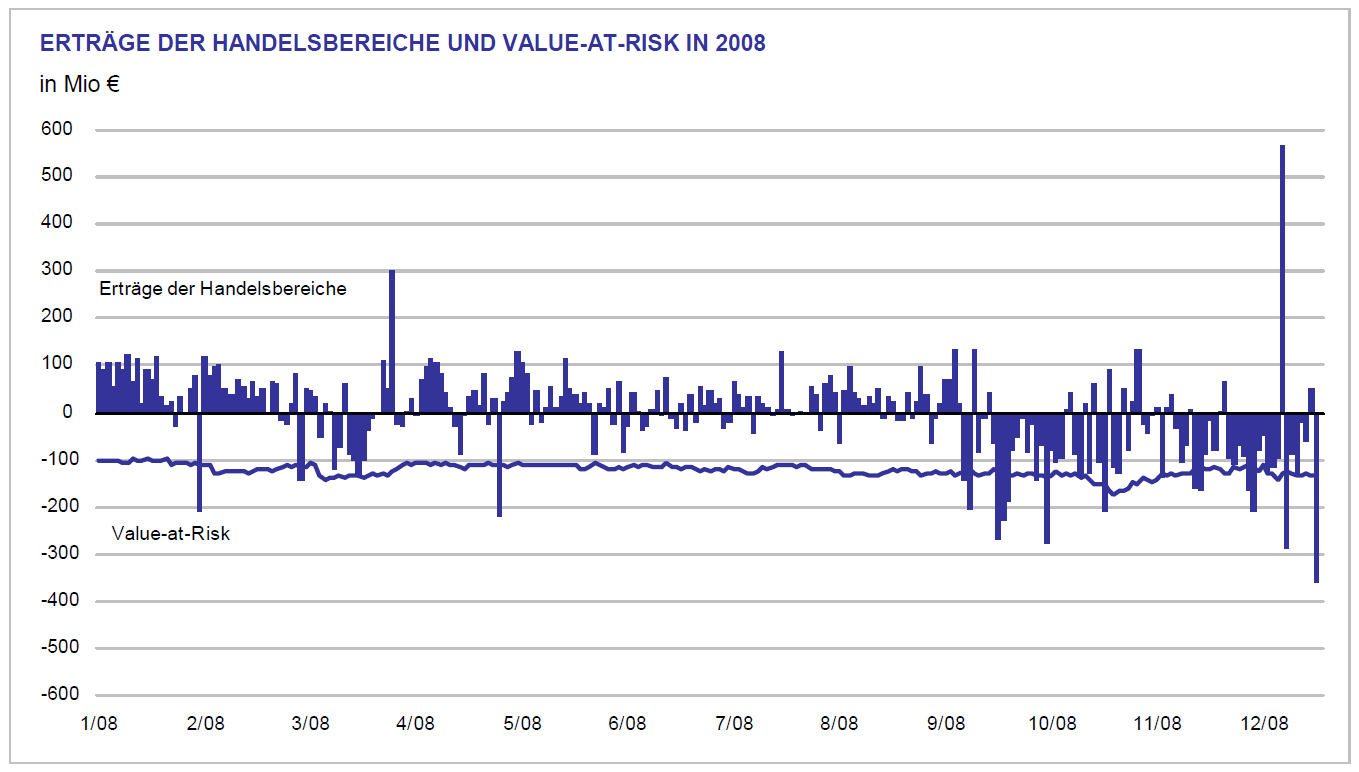 ERTRÄGE DER HANDELSBEREICHE UND VALUE-AT-RISK IN 2008
in Mio €
600
500
400
300
Erträge der Handelsbereiche
200
100
0
-100
-200
Value-at-Risk
-300
-400
-500
-600
1/08 2/08 3/08 4/08 5/08 6/08 7/08 8/08 9/08 10/08 11/08 12/08